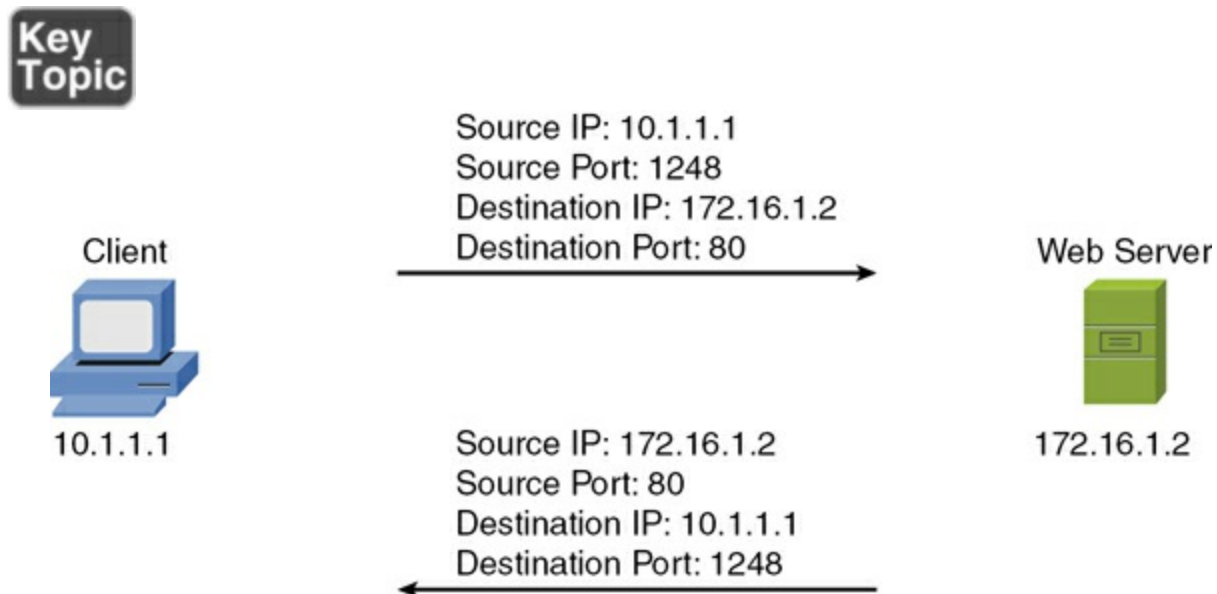 Key
Topic
Source IP: 10.1.1.1
Source Port: 1248
Destination IP: 172.16.1.2
Destination Port: 80
Client
Web Server
10.1.1.1
172.16.1.2
Source IP: 172.16.1.2
Source Port: 80
Destination IP: 10.1.1.1
Destination Port: 1248